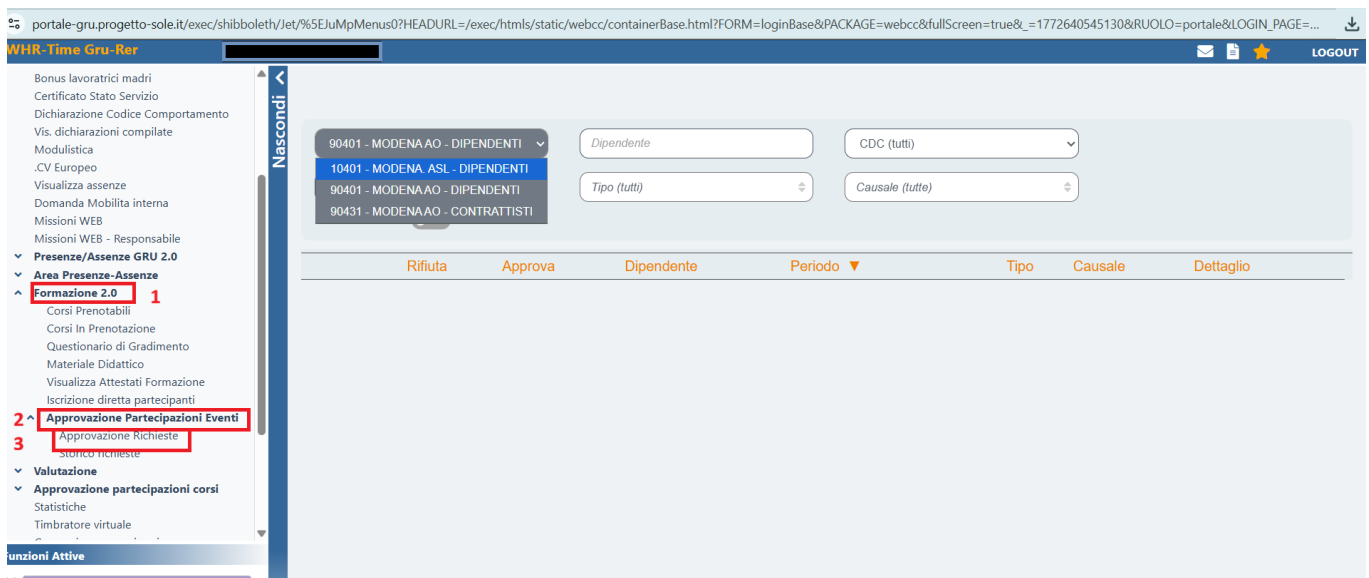 portale-gru.progetto-sole.it/exec/shibboleth/Jet/%5EJuMpMenus0?HEADURL=/exec/htmls/static/webcc/containerBase.html?FORM=loginBase&PACKAGE=webcc&fullScreen=true&_=1772640545130&RUOLO=portale&LOGIN_PAGE=...
WHR-Time Gru-Rer
LOGOUT
Bonus lavoratrici madri
Certificato Stato Servizio
Dichiarazione Codice Comportamento
Vis. dichiarazioni compilate
Modulistica
.CV Europeo
Visualizza assenze
Domanda Mobilita interna
Missioni WEB
Missioni WEB - Responsabile
Presenze/Assenze GRU 2.0
Area Presenze-Assenze
Formazione 2.0 1
Corsi Prenotabili
Corsi In Prenotazione
Questionario di Gradimento
Materiale Didattico
Visualizza Attestati Formazione
Iscrizione diretta partecipanti
2 Approvazione Partecipazioni Eventi
3 Approvazione Richieste
Storico richieste
Valutazione
Approvazione partecipazioni corsi
Statistiche
Timbratore virtuale
Funzioni Attive
Nascondi
90401 - MODENA AO - DIPENDENTI
Dipendente
CDC (tutti)
10401 - MODENA. ASL - DIPENDENTI
90401 - MODENA AO - DIPENDENTI
90431 - MODENA AO - CONTRATTISTI
Tipo (tutti)
Causale (tutte)
Rifiuta Approva Dipendente Periodo ▼ Tipo Causale Dettaglio